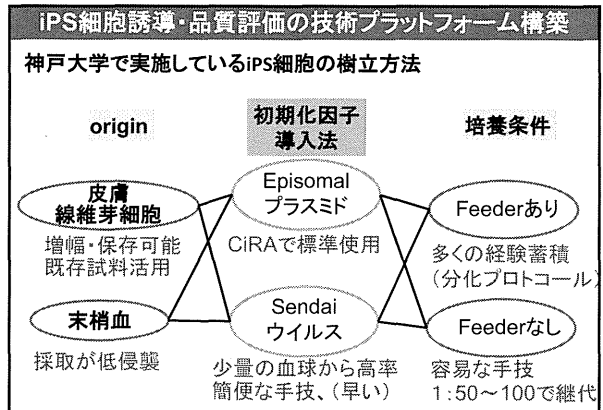 iPS細胞誘導・品質評価の技術プラットフォーム構築
神戸大学で実施しているiPS細胞の樹立方法
origin
初期化因子
導入法
培養条件
皮膚
線維芽細胞
増幅・保存可能
既存試料活用
Episomal
プラスミド
CiRAで標準使用
Feederあり
多くの経験蓄積
(分化プロトコール)
末梢血
採取が低侵襲
Sendai
ウイルス
少量の血球から高率
簡便な手技、(早い)
Feederなし
容易な手技
1:50～100で継代